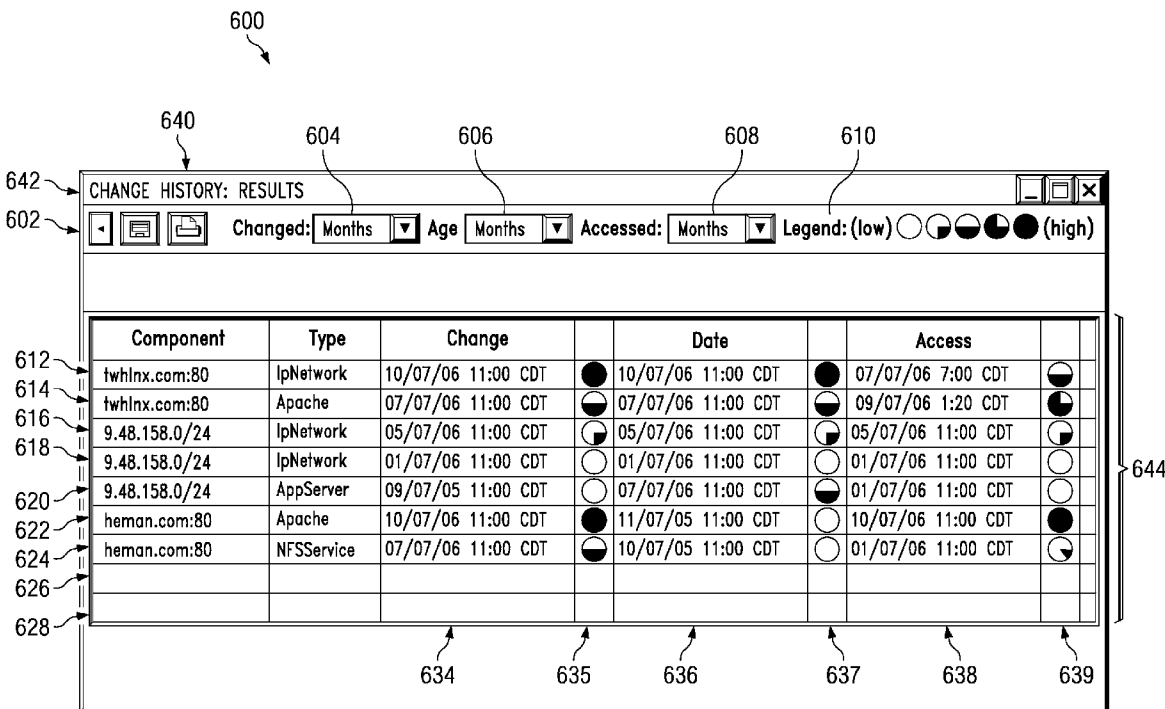 600
640
604
606
608
610
642
CHANGE HISTORY: RESULTS
602
Changed: Months Age Months Accessed: Months Legend: (low) (high)
Component Type Change Date Access
612
twhlnx.com:80 IpNetwork 10/07/06 11:00 CDT 10/07/06 11:00 CDT 07/07/06 7:00 CDT
614
twhlnx.com:80 Apache 07/07/06 11:00 CDT 07/07/06 11:00 CDT 09/07/06 1:20 CDT
616
9.48.158.0/24 IpNetwork 05/07/06 11:00 CDT 05/07/06 11:00 CDT 05/07/06 11:00 CDT
618
9.48.158.0/24 IpNetwork 01/07/06 11:00 CDT 01/07/06 11:00 CDT 01/07/06 11:00 CDT
644
620
9.48.158.0/24 AppServer 09/07/05 11:00 CDT 07/07/06 11:00 CDT 01/07/06 11:00 CDT
622
heman.com:80 Apache 10/07/06 11:00 CDT 11/07/05 11:00 CDT 10/07/06 11:00 CDT
624
heman.com:80 NFSService 07/07/06 11:00 CDT 10/07/05 11:00 CDT 01/07/06 11:00 CDT
626
628
634
635
636
637
638
639